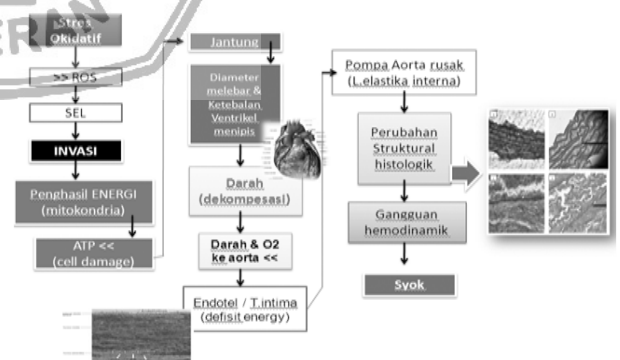 Stres
Oksidatif
>> ROS
SEL
INVASI
Penghasil ENERGI
(mitokondria)
ATP <<
(cell damage)
Jantung
Diameter
melebar &
Ketebalan
Ventrikel
menipis
Darah
(dekompesasi)
Darah & O2
ke aorta <<
Endotel / T.intima
(defisit energy)
Pompa Aorta rusak
(L.elastika interna)
Perubahan
Struktural
histologik
Gangguan
hemodinamik
Syok